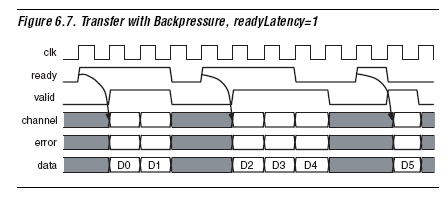 Figure 6.7. Transfer with Backpressure, readyLatency=1
clk
ready
valid
channel
error
data D0 D1 D2 D3 D4 D5